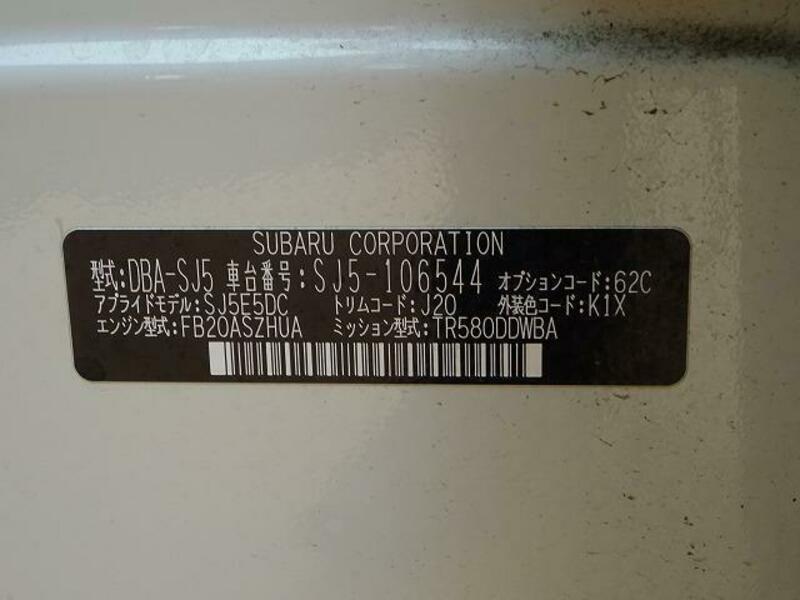 SUBARU CORPORATION
型式:DBA-SJ5 車台番号:SJ5-106544 オプションコード:62C
アプライドモデル:SJ5E5DC トリムコード:J20 外装色コード:K1X
エンジン型式:FB20ASZHUA ミッション型式:TR580DDWBA